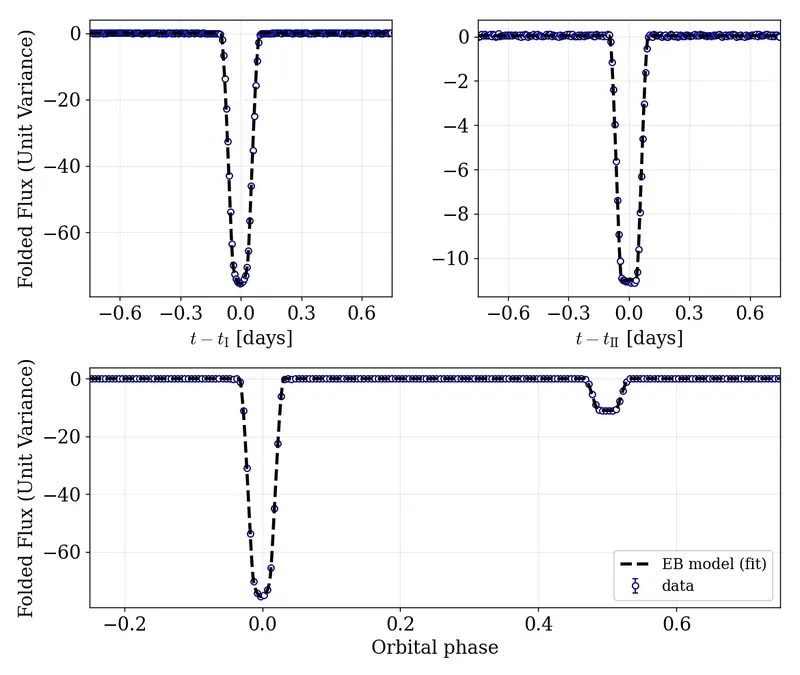 Folded Flux (Unit Variance)
0
−20
−40
−60
−0.6 −0.3 0.0 0.3 0.6
t − tI [days]
0
−2
−4
−6
−8
−10
−0.6 −0.3 0.0 0.3 0.6
t − tII [days]
Folded Flux (Unit Variance)
0
−20
−40
−60
EB model (fit)
data
−0.2 0.0 0.2 0.4 0.6
Orbital phase